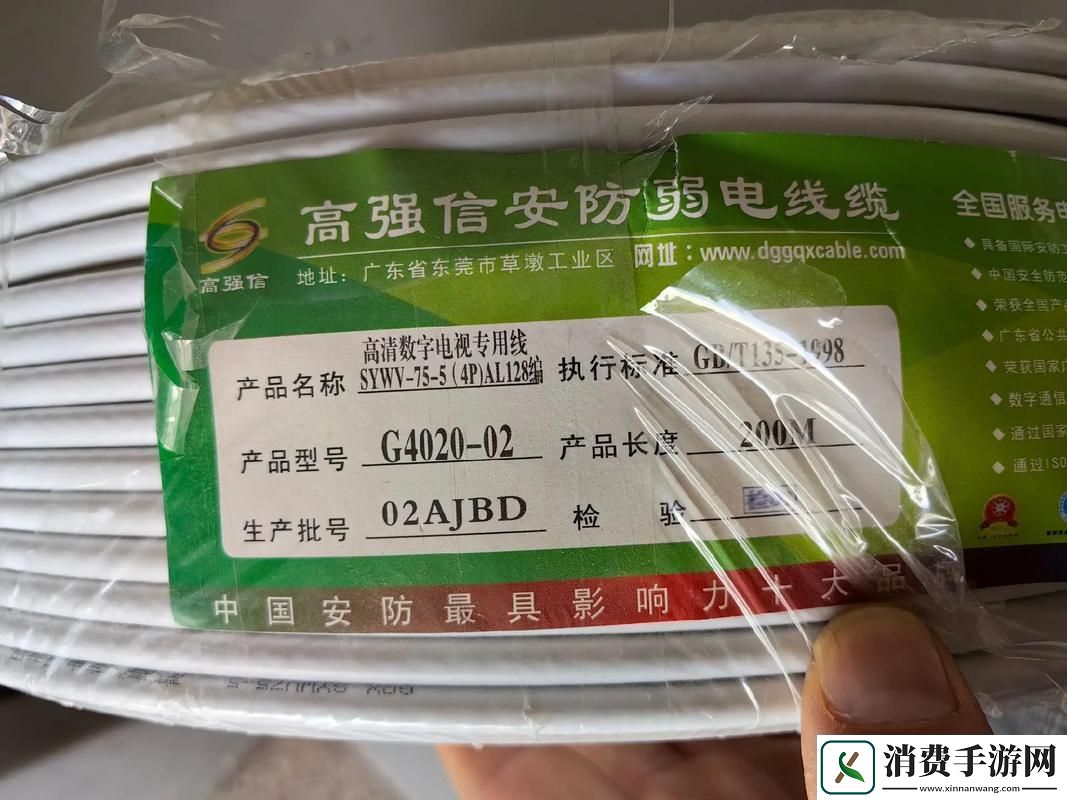 高强信安防弱电线缆
高强信
地址：广东省东莞市草墩工业区 网址：www.dggqxcable.com
产品名称 高清数字电视专用线
SYWV-75-5(4P)AL128编
执行标准 GB/T135-1998
产品型号 G4020-02
产品长度 200M
生产批号 02AJBD
检 验
中国安防最具影响力十大品
全国服务电
具备国际安防
中国安全防范
荣获全国产
广东省公共
荣获国家
数字通信
通过国家
通过ISO
消费手游网
www.xinnanwang.com